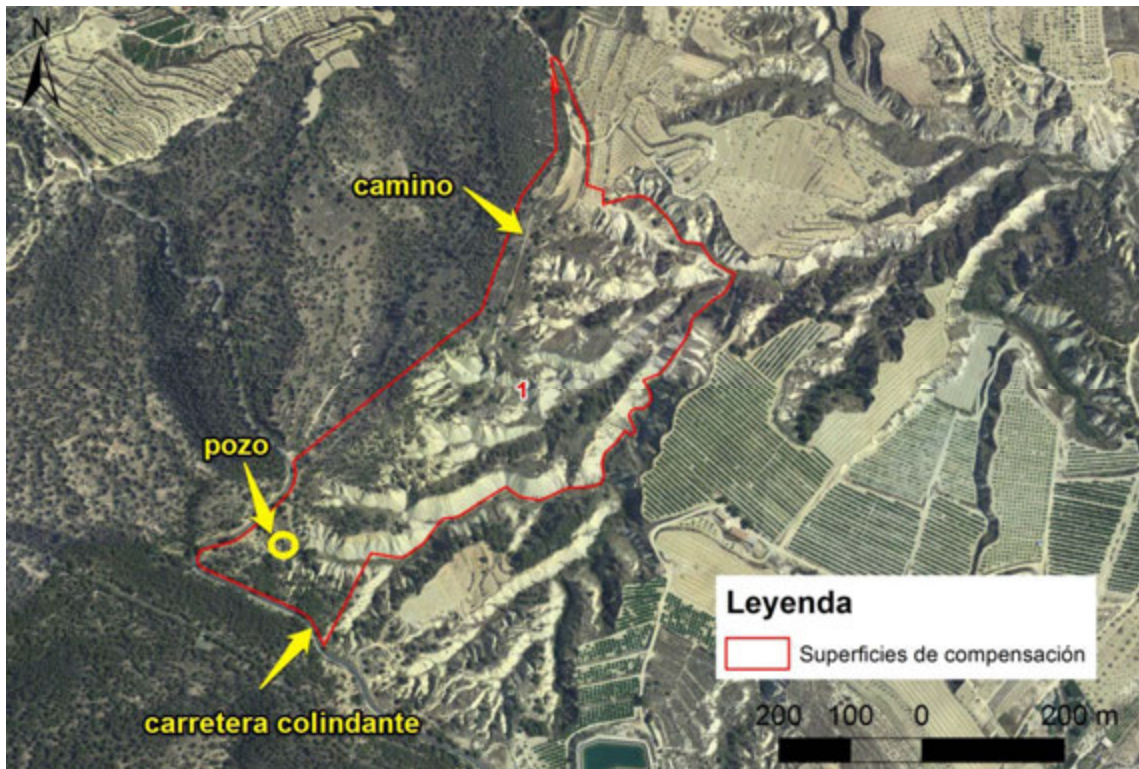 N
camino
1
pozo
Leyenda
Superficies de compensación
carretera colindante
200 100 0 200 m